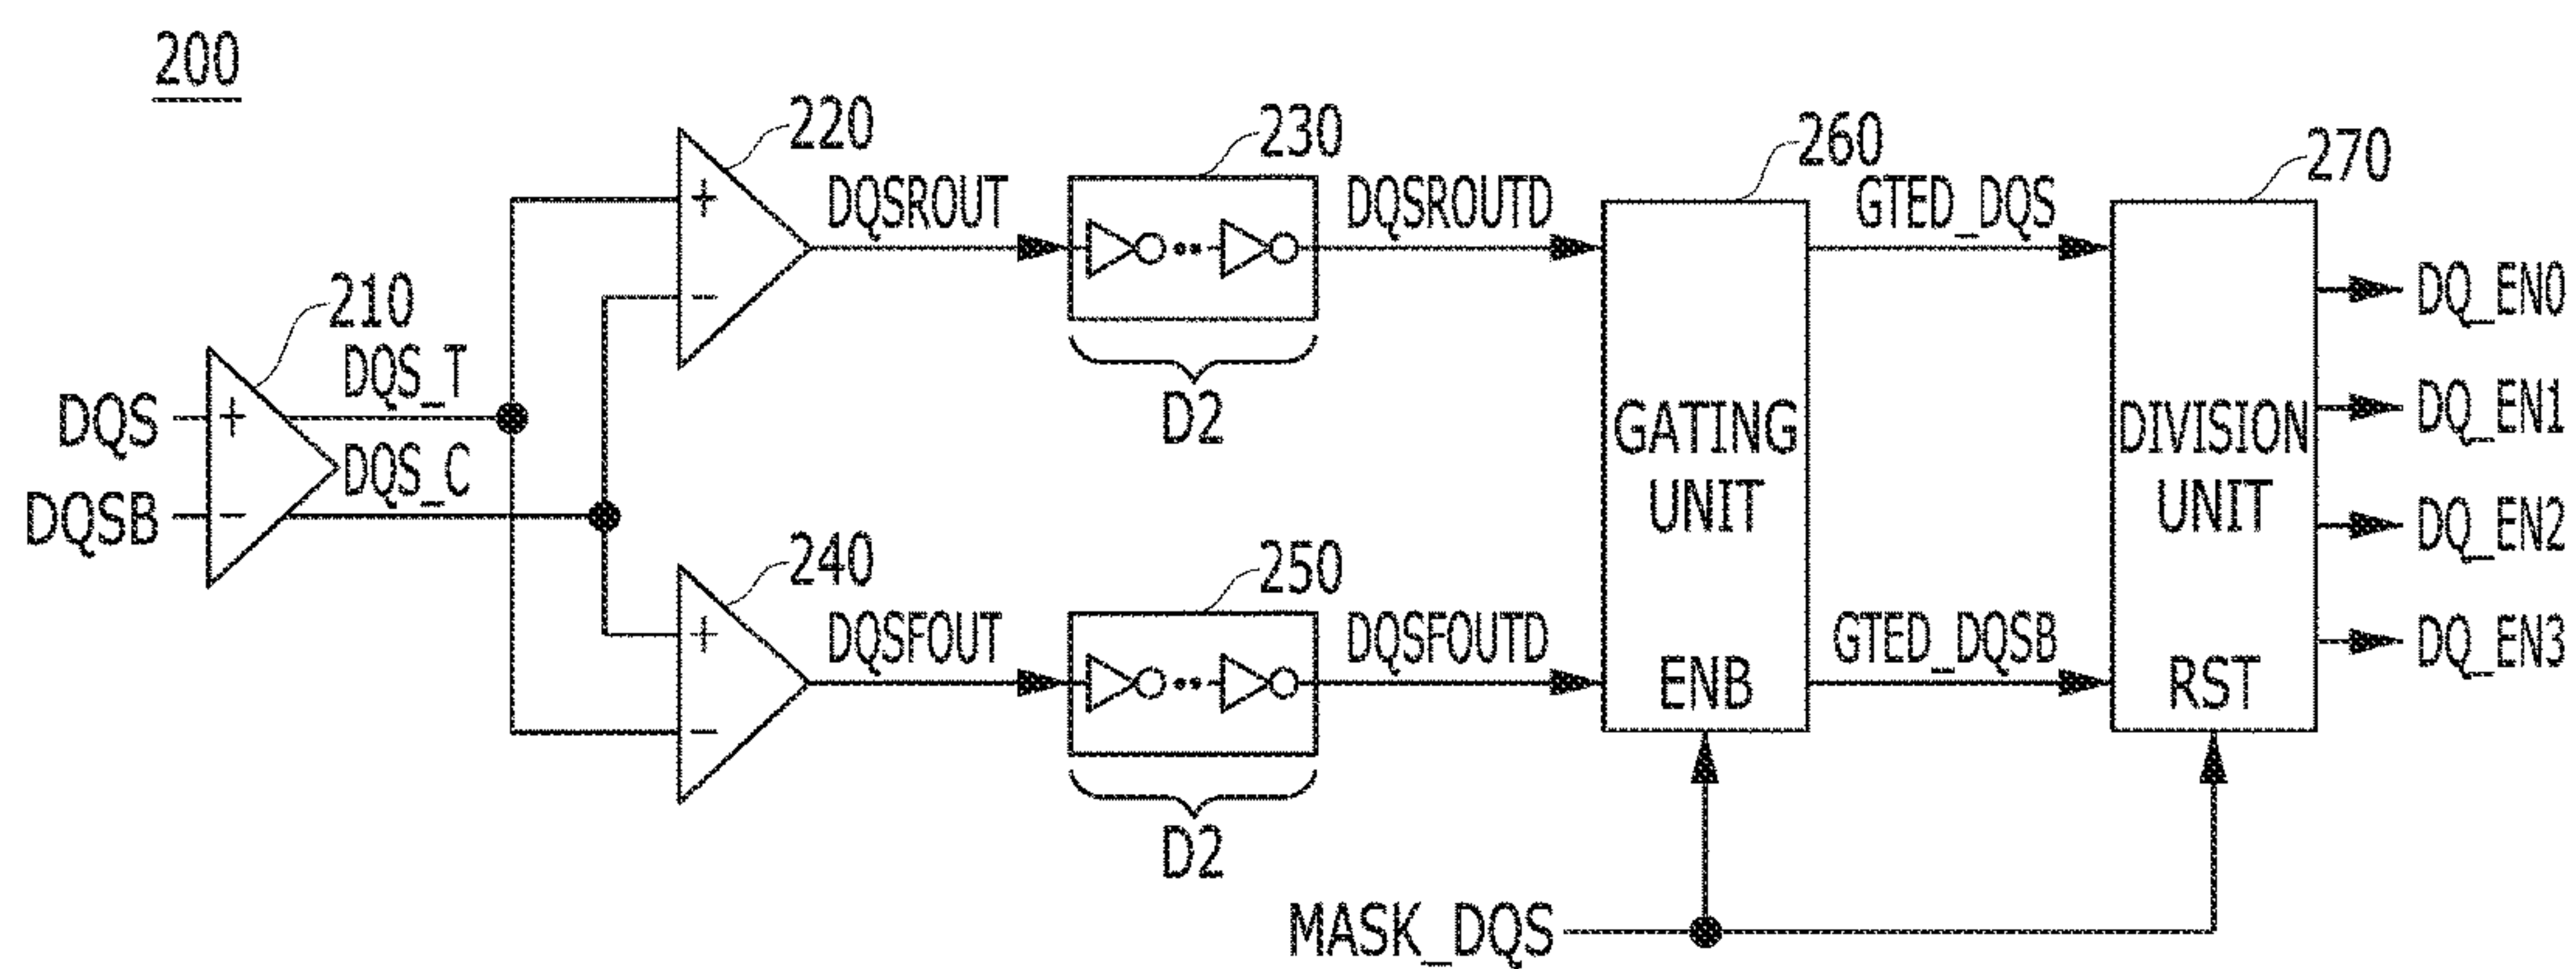 200
220
230
260
270
DQSROUT
DQSROUTD
GTED_DQS
+
−
210
DQS_T
DQS_C
DQS
+
DQSB
−
D2
GATING
UNIT
ENB
DIVISION
UNIT
RST
DQ_EN0
DQ_EN1
DQ_EN2
DQ_EN3
240
250
DQSFOUT
DQSFOUTD
GTED_DQSB
+
−
D2
MASK_DQS